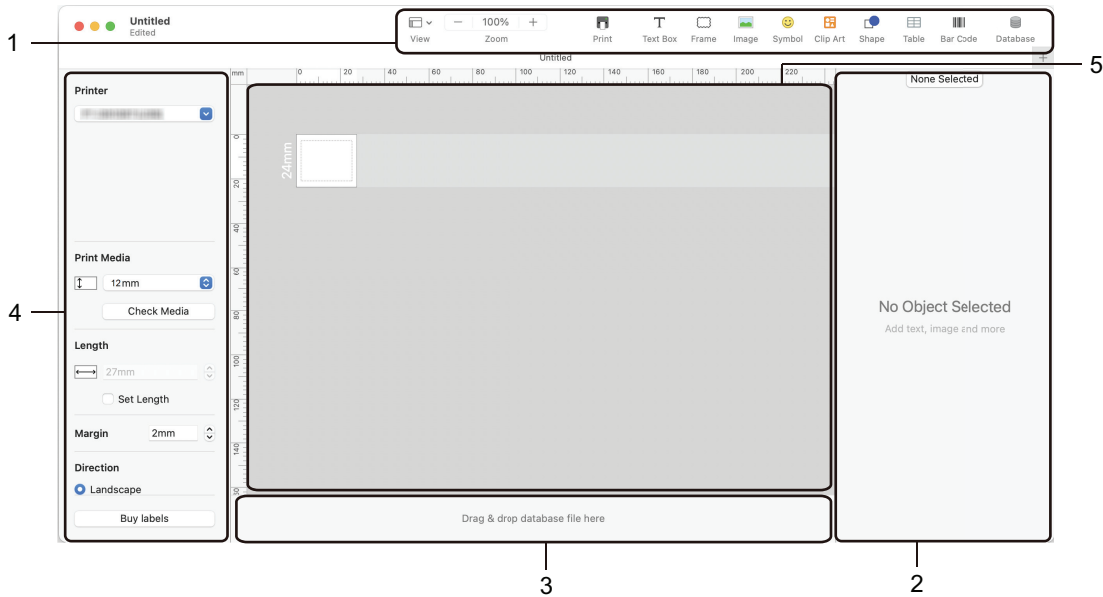 Untitled
Edited
100%
View Zoom Print Text Box Frame Image Symbol Clip Art Shape Table Bar Code Database
Untitled
1
5
mm 0 20 40 60 80 100 120 140 160 180 200 220
None Selected
Printer
0
24mm
20
40
Print Media
60
12mm
Check Media
80
No Object Selected
Add text, image and more
4
Length
100
27mm
Set Length
120
Margin 2mm
140
Direction
Landscape
Buy labels
Drag & drop database file here
3
2